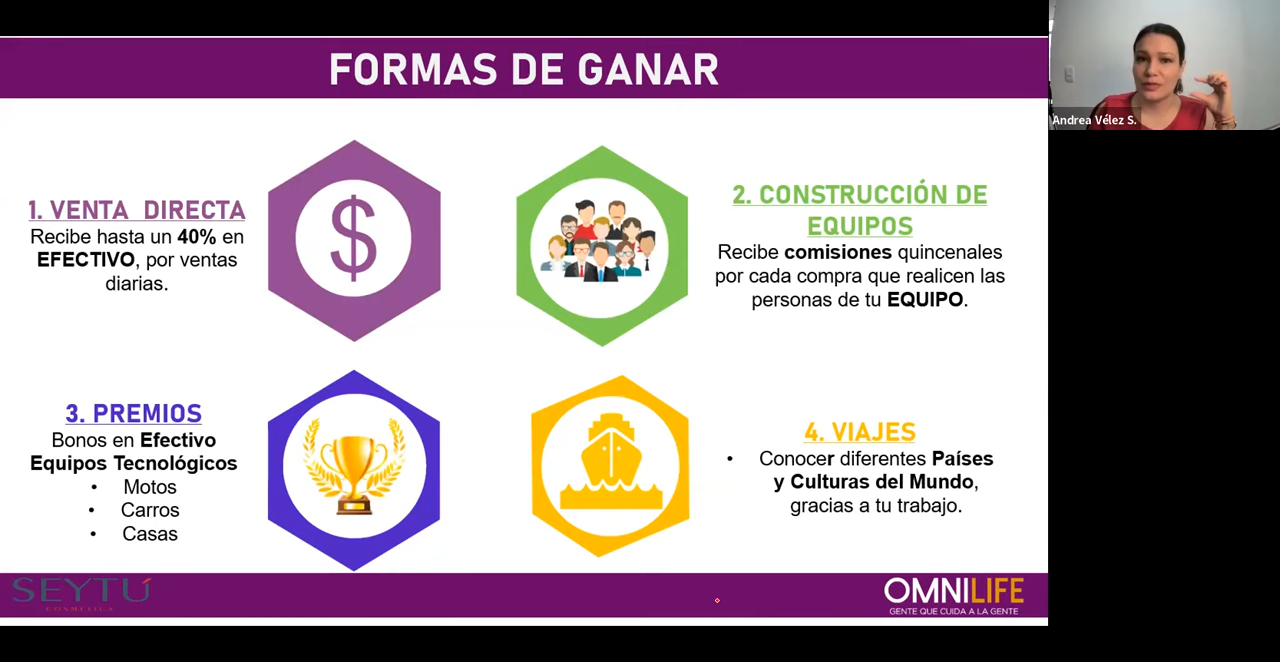 FORMAS DE GANAR
Andrea Vélez S.
1. VENTA DIRECTA
Recibe hasta un 40% en
EFECTIVO, por ventas
diarias.
$
2. CONSTRUCCIÓN DE
EQUIPOS
Recibe comisiones quincenales
por cada compra que realicen las
personas de tu EQUIPO.
3. PREMIOS
Bonos en Efectivo
Equipos Tecnológicos
• Motos
• Carros
• Casas
4. VIAJES
• Conocer diferentes Países
y Culturas del Mundo,
gracias a tu trabajo.
SEYTÚ
COSMÉTICA
OMNILIFE
GENTE QUE CUIDA A LA GENTE